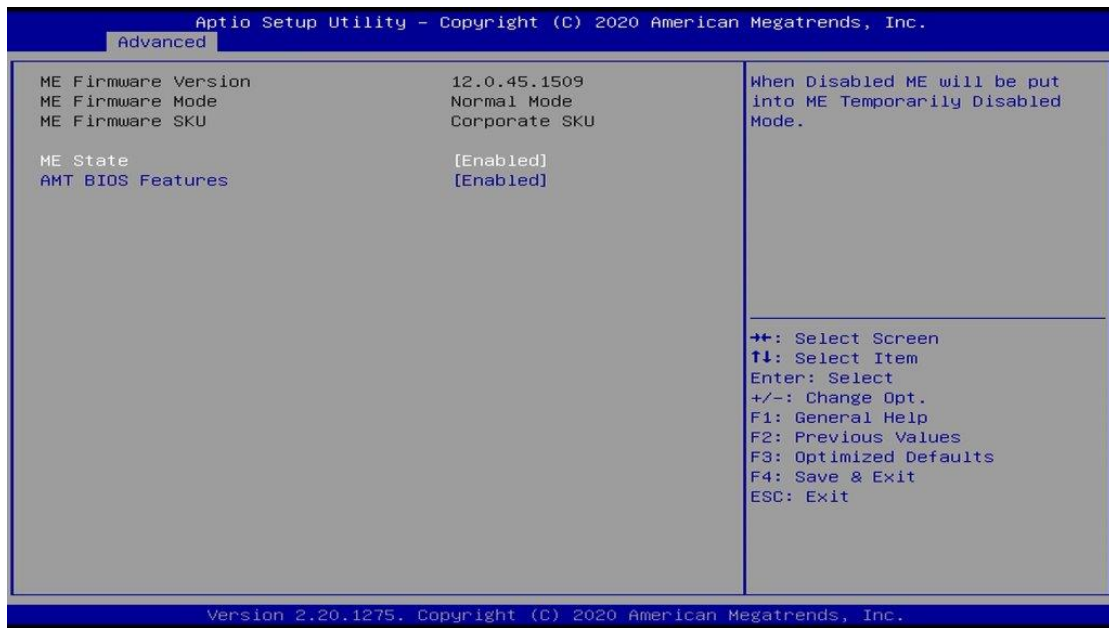 Aptio Setup Utility – Copyright (C) 2020 American Megatrends, Inc.
Advanced
ME Firmware Version 12.0.45.1509
ME Firmware Mode Normal Mode
ME Firmware SKU Corporate SKU
ME State [Enabled]
AMT BIOS Features [Enabled]
When Disabled ME will be put
into ME Temporarily Disabled
Mode.
→←: Select Screen
↑↓: Select Item
Enter: Select
+/-: Change Opt.
F1: General Help
F2: Previous Values
F3: Optimized Defaults
F4: Save & Exit
ESC: Exit
Version 2.20.1275. Copyright (C) 2020 American Megatrends, Inc.